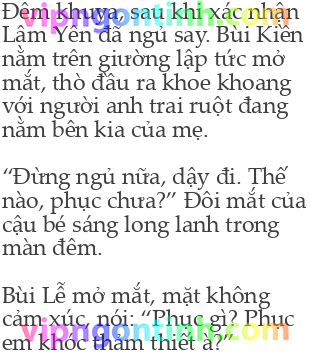 Đêm khuya, sau khi xác nhận
Lâm Yên đã ngủ say. Bùi Kiên
nằm trên giường lập tức mở
mắt, thò đầu ra khoe khoang
với người anh trai ruột đang
nằm bên kia của mẹ.
“Đừng ngủ nữa, dậy đi. Thế
nào, phục chưa?” Đôi mắt của
cậu bé sáng long lanh trong
màn đêm.
Bùi Lễ mở mắt, mặt không
cảm xúc, nói: “Phục gì? Phục
em khóc thảm thiết à?”
vipngontinh.com
vipngontinh.com